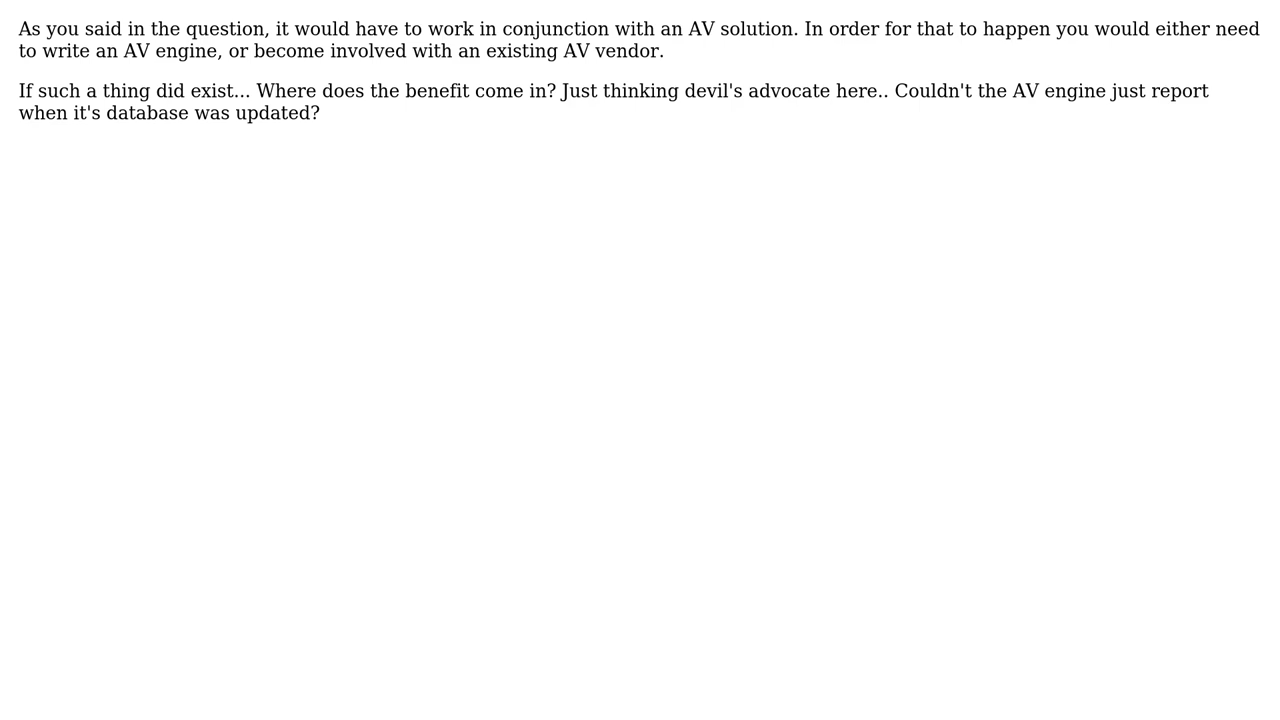 As you said in the question, it would have to work in conjunction with an AV solution. In order for that to happen you would either need
to write an AV engine, or become involved with an existing AV vendor.
If such a thing did exist... Where does the benefit come in? Just thinking devil's advocate here.. Couldn't the AV engine just report
when it's database was updated?